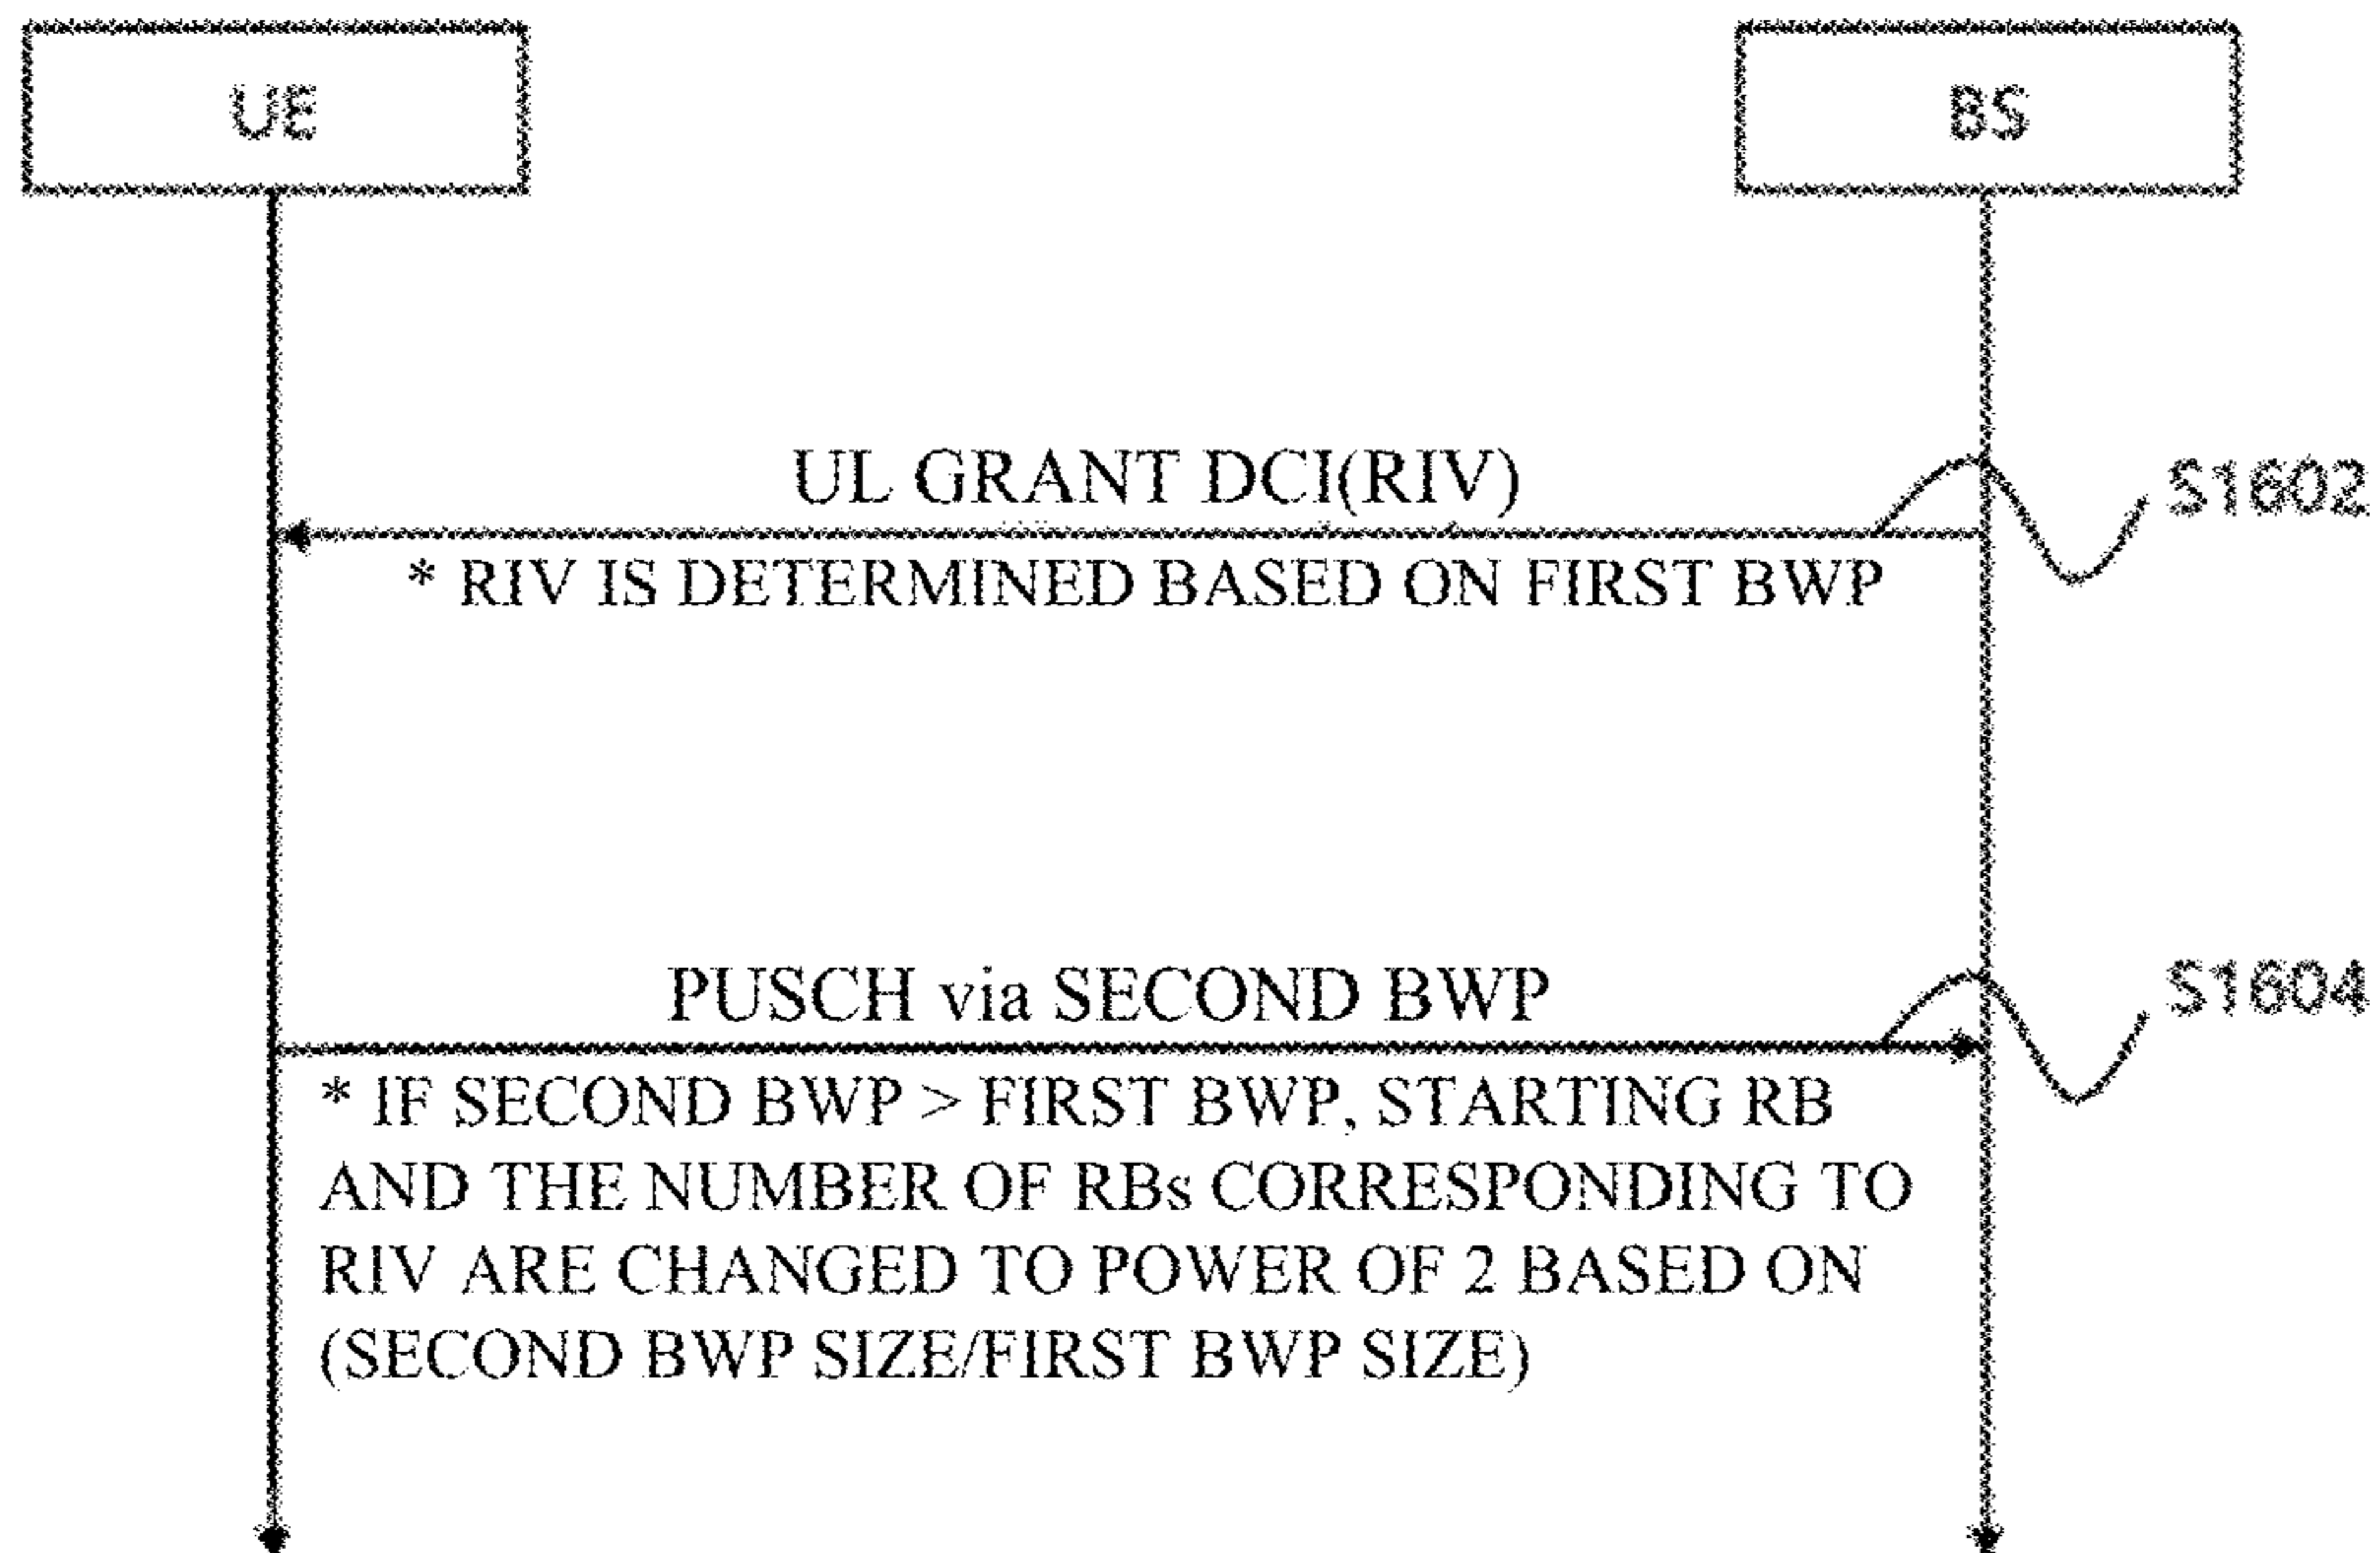 UE
BS
UL GRANT DCI(RIV)
S1602
* RIV IS DETERMINED BASED ON FIRST BWP
PUSCH via SECOND BWP
S1604
* IF SECOND BWP > FIRST BWP, STARTING RB
AND THE NUMBER OF RBs CORRESPONDING TO
RIV ARE CHANGED TO POWER OF 2 BASED ON
(SECOND BWP SIZE/FIRST BWP SIZE)